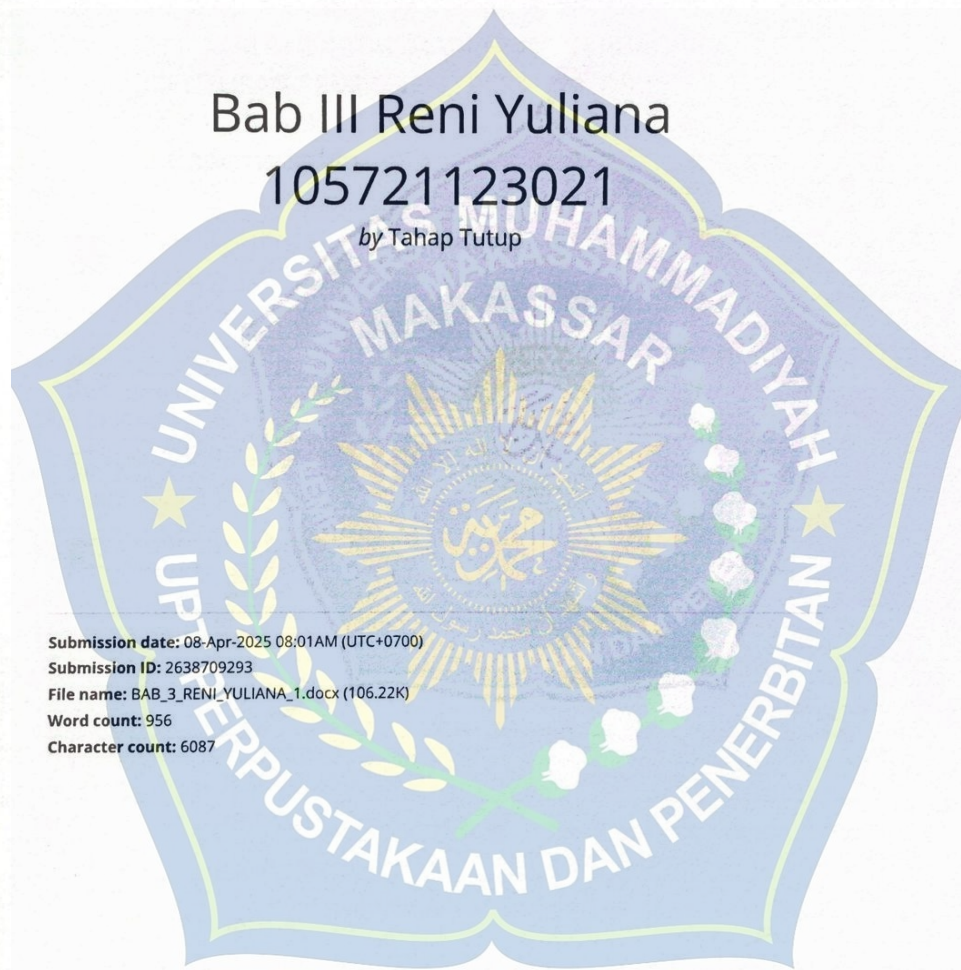 Bab III Reni Yuliana
105721123021
by Tahap Tutup
UNIVERSITAS MUHAMMADIYAH
MAKASSAR
محمدية
Submission date: 08-Apr-2025 08:01AM (UTC+0700)
Submission ID: 2638709293
File name: BAB_3_RENI_YULIANA_1.docx (106.22K)
Word count: 956
Character count: 6087
UPT PERPUSTAKAAN DAN PENERBITAN